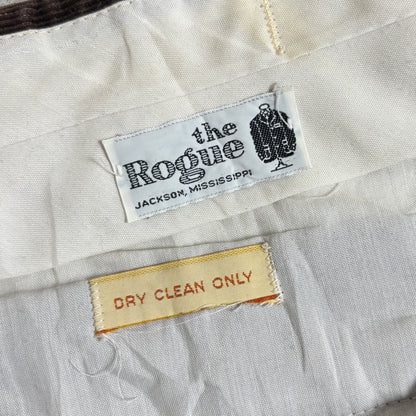 the
Rogue
JACKSON, MISSISSIPPI
DRY CLEAN ONLY